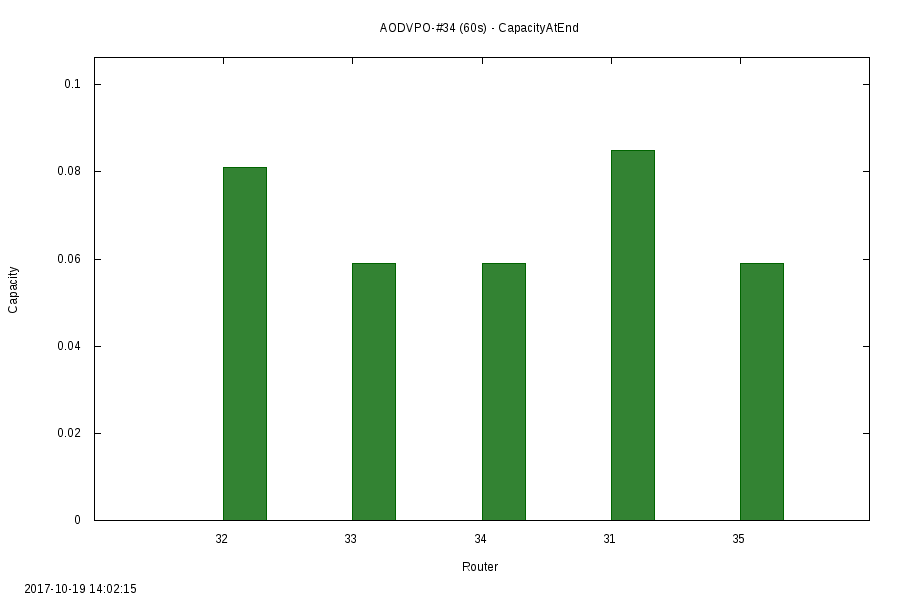 AODVPO-#34 (60s) - CapacityAtEnd
0.1
0.08
0.06
0.04
0.02
0
Capacity
32 33 34 31 35
Router
2017-10-19 14:02:15